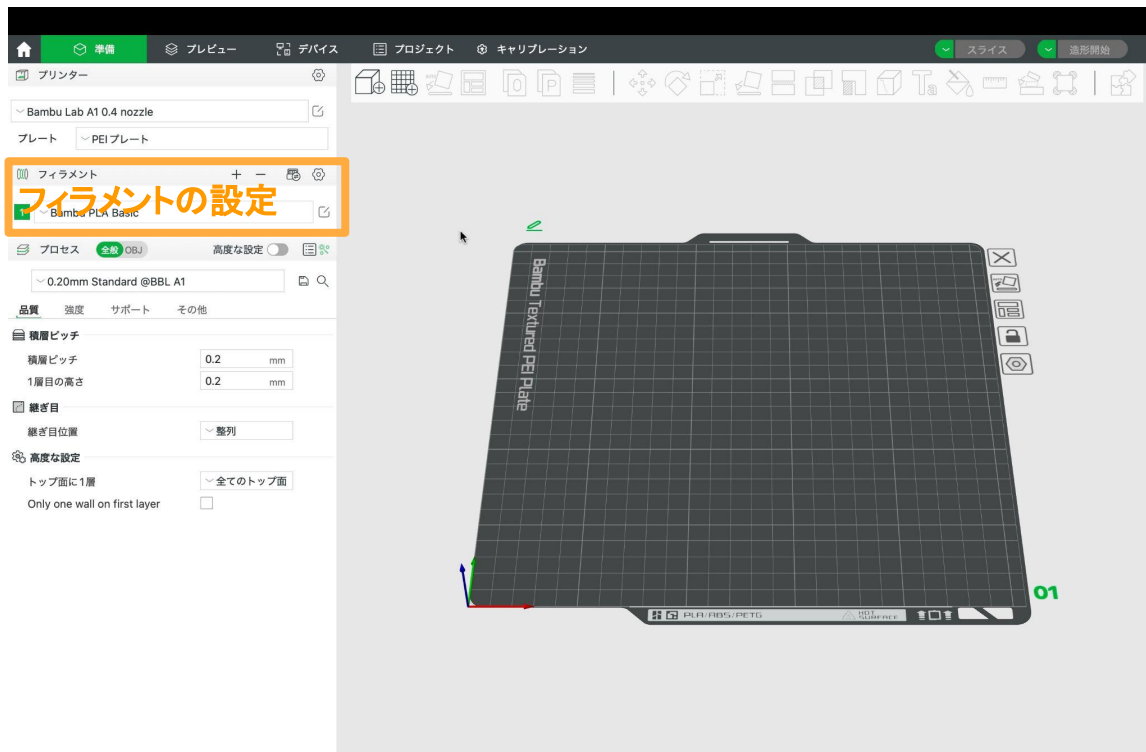 準備
プレビュー
デバイス
プロジェクト
キャリブレーション
スライス
造形開始
プリンター
Bambu Lab A1 0.4 nozzle
プレート
PEIプレート
フィラメント
フィラメントの設定
1
Bambu PLA Basic
プロセス
全般 OBJ
高度な設定
0.20mm Standard @BBL A1
品質 強度 サポート その他
積層ピッチ
積層ピッチ 0.2 mm
1層目の高さ 0.2 mm
継ぎ目
継ぎ目位置 整列
高度な設定
トップ面に1層 全てのトップ面
Only one wall on first layer
Bambu Textured PEI Plate
01
PLA/ABS/PETG
HOT
SURFACE